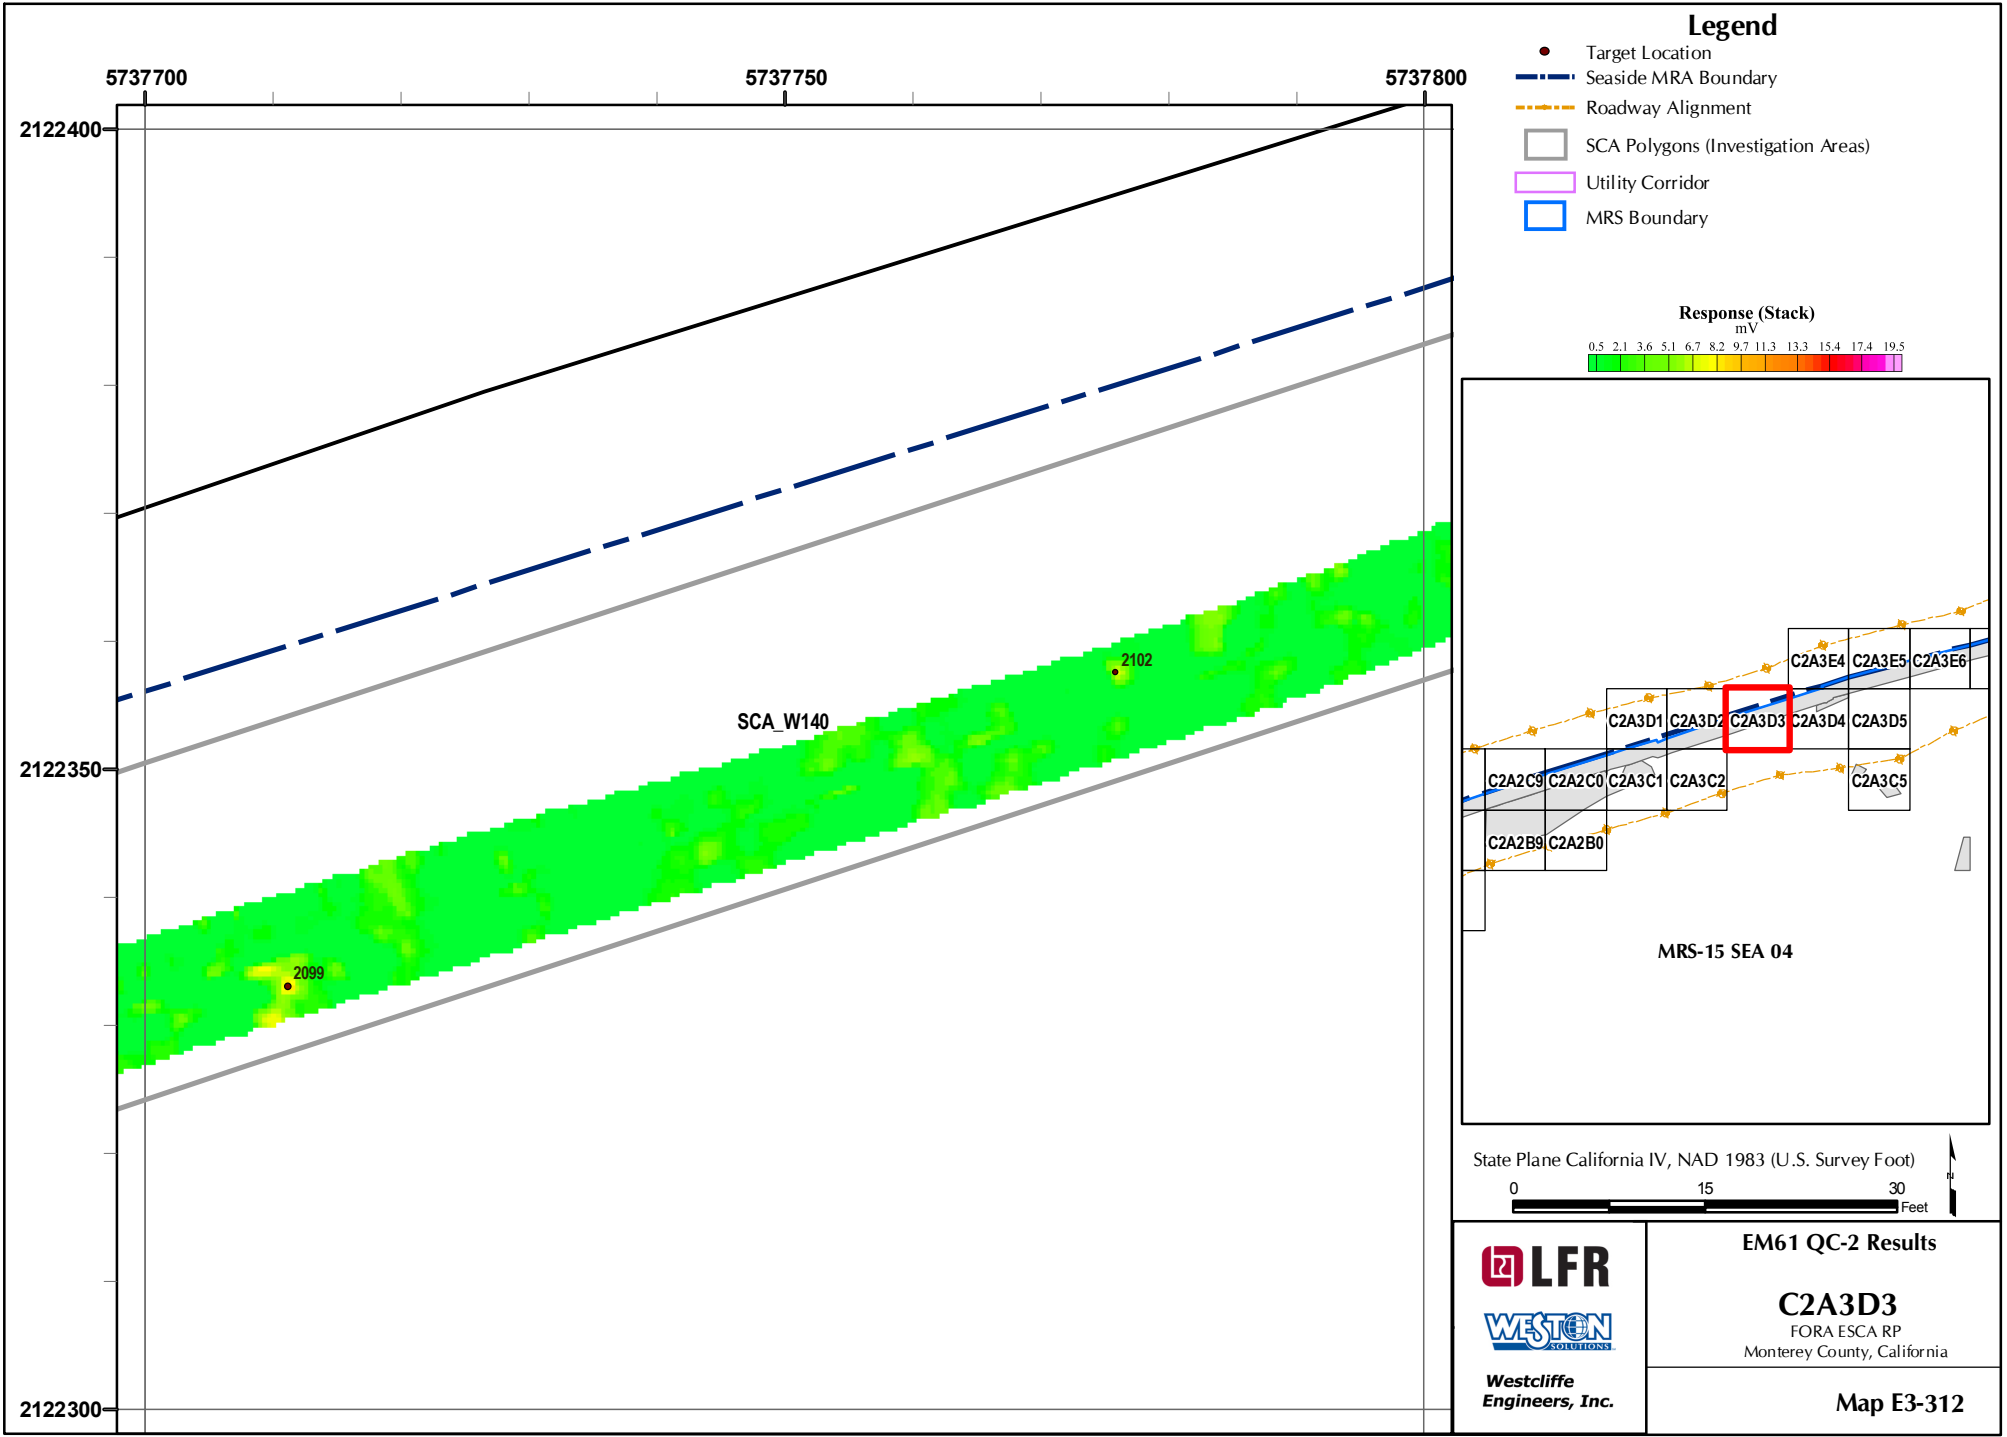 Legend
Target Location
Seaside MRA Boundary
Roadway Alignment
SCA Polygons (Investigation Areas)
Utility Corridor
MRS Boundary
5737700
5737750
5737800
2122400
2122350
2122300
SCA_W140
2102
2099
Response (Stack)
mV
0.5 2.1 3.6 5.1 6.7 8.2 9.7 11.3 13.3 15.4 17.4 19.5
C2A3E4 C2A3E5 C2A3E6
C2A3D1 C2A3D2 C2A3D3 C2A3D4 C2A3D5
C2A2C9 C2A2C0 C2A3C1 C2A3C2 C2A3C5
C2A2B9 C2A2B0
MRS-15 SEA 04
State Plane California IV, NAD 1983 (U.S. Survey Foot)
0 15 30
Feet
N
LFR
WESTON
SOLUTIONS
Westcliffe
Engineers, Inc.
EM61 QC-2 Results
C2A3D3
FORA ESCA RP
Monterey County, California
Map E3-312